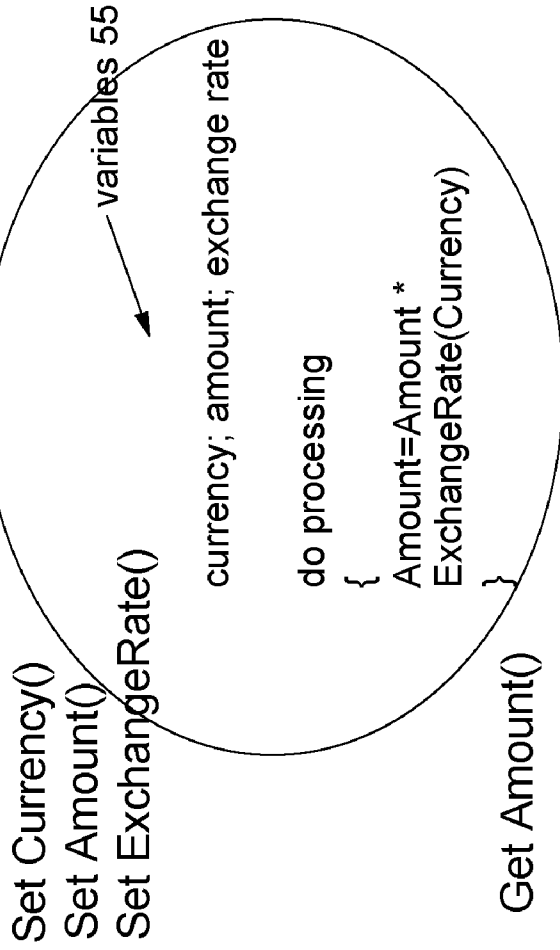 Set Currency()
Set Amount()
Set ExchangeRate()
variables 55
currency; amount; exchange rate
do processing
{
Amount=Amount *
ExchangeRate(Currency)
}
Get Amount()